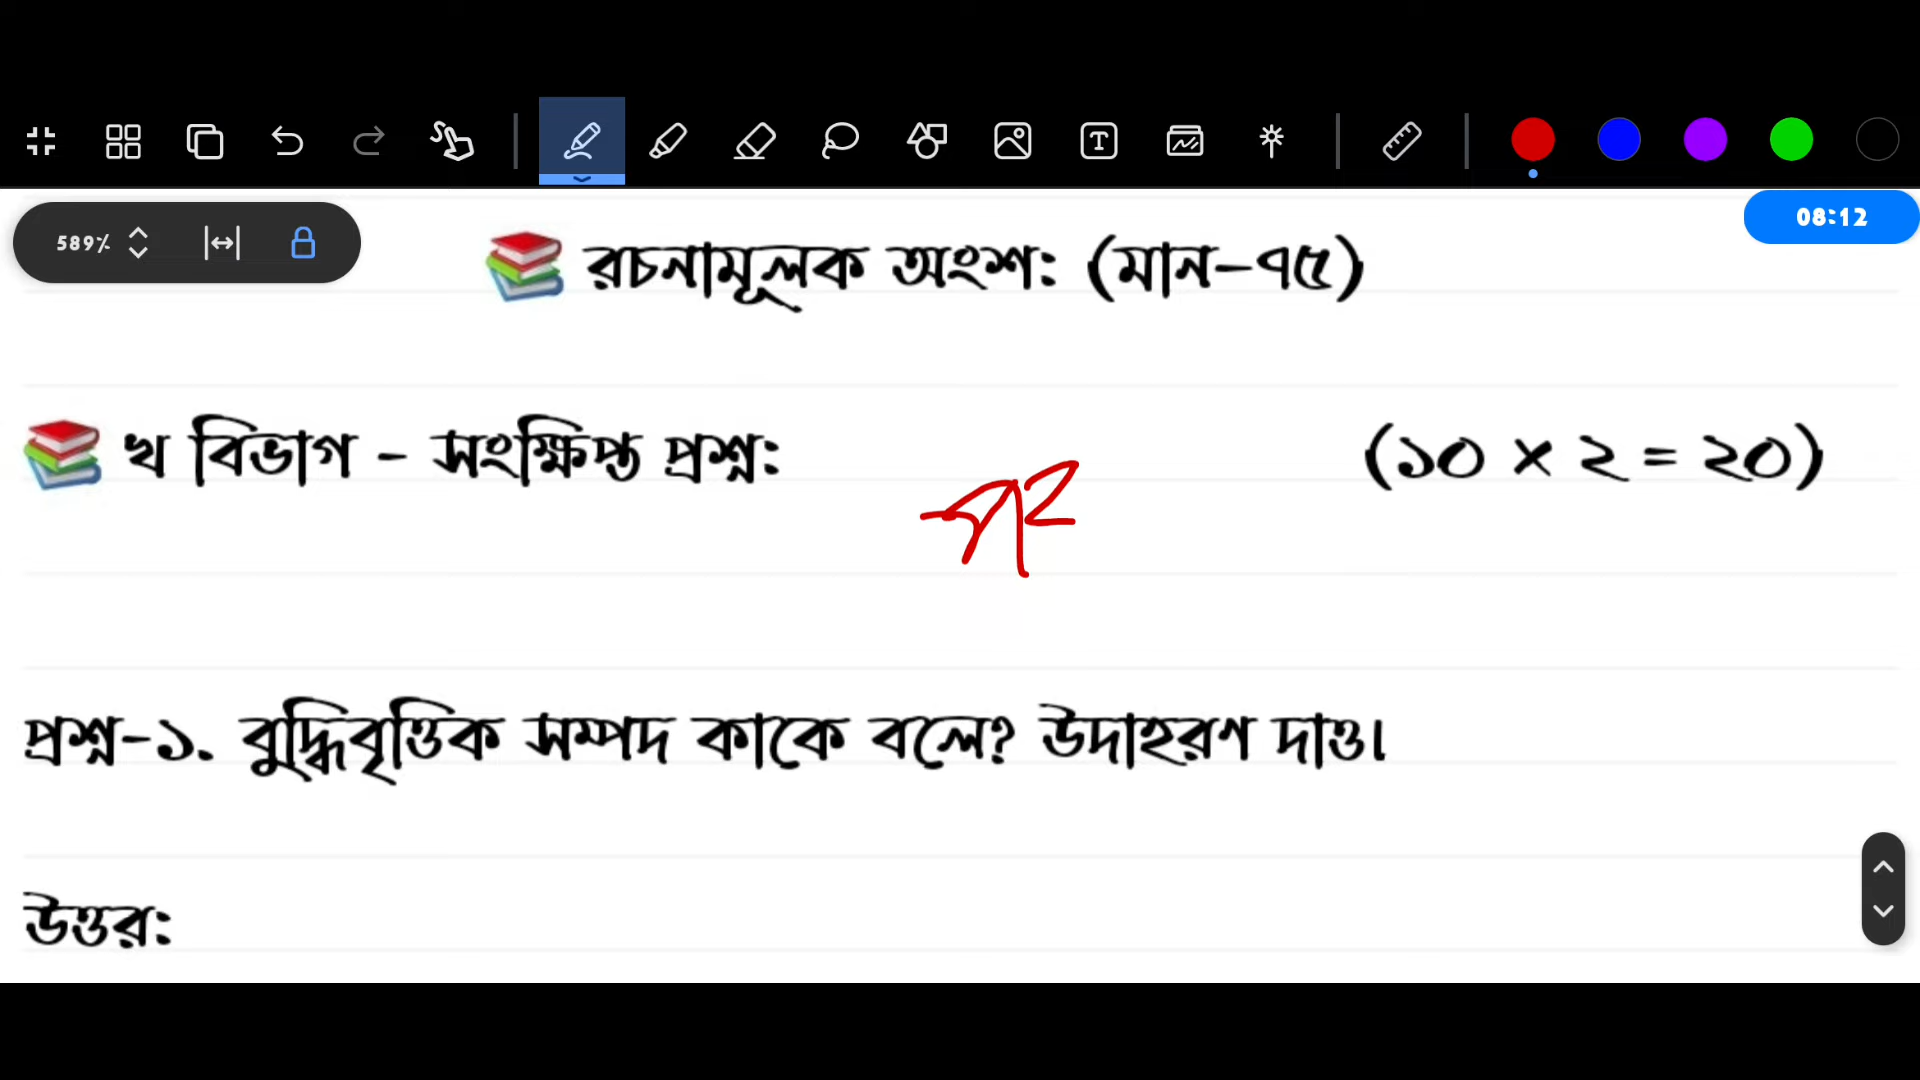 589%
08:12
রচনামূলক অংশ: (মান-৭৫)
খ বিভাগ - সংক্ষিপ্ত প্রশ্ন: (১০ × ২ = ২০)
প্রশ্ন-১. বুদ্ধিবৃত্তিক সম্পদ কাকে বলে? উদাহরণ দাও।
উত্তর: